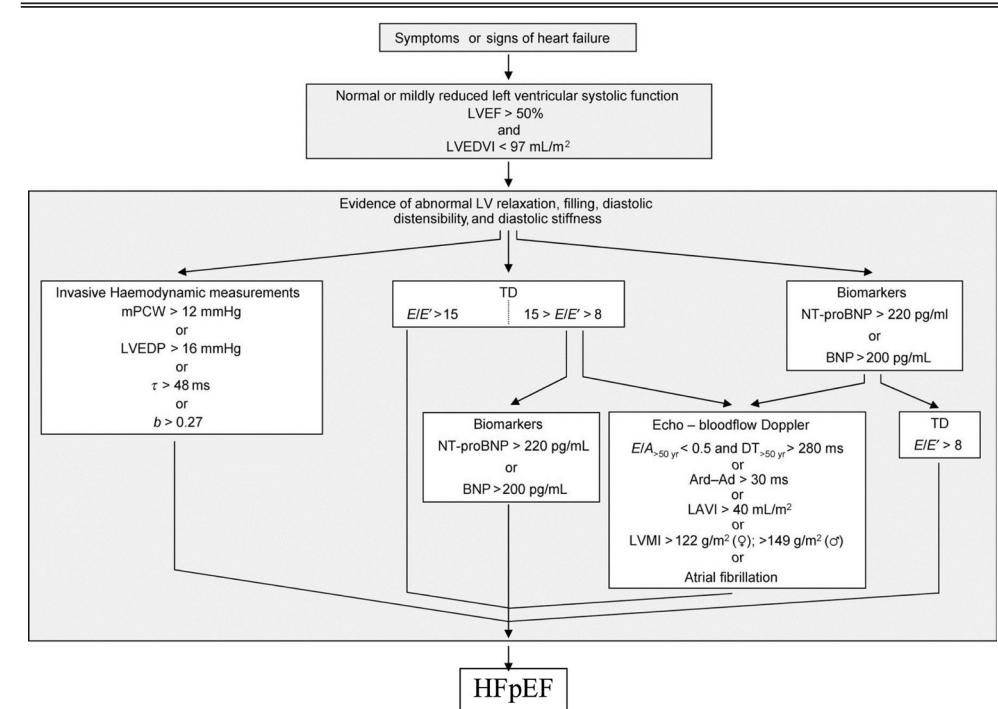 Symptoms or signs of heart failure
Normal or mildly reduced left ventricular systolic function
LVEF > 50%
and
LVEDVI < 97 mL/m²
Evidence of abnormal LV relaxation, filling, diastolic
distensibility, and diastolic stiffness
Invasive Haemodynamic measurements
mPCW > 12 mmHg
or
LVEDP > 16 mmHg
or
τ > 48 ms
or
b > 0.27
TD
E/E′ > 15
15 > E/E′ > 8
Biomarkers
NT-proBNP > 220 pg/ml
or
BNP > 200 pg/mL
Biomarkers
NT-proBNP > 220 pg/mL
or
BNP > 200 pg/mL
Echo – bloodflow Doppler
E/A>50 yr < 0.5 and DT>50 yr > 280 ms
or
Ard–Ad > 30 ms
or
LAVI > 40 mL/m²
or
LVMI > 122 g/m² (♀); >149 g/m² (♂)
or
Atrial fibrillation
TD
E/E′ > 8
HFpEF